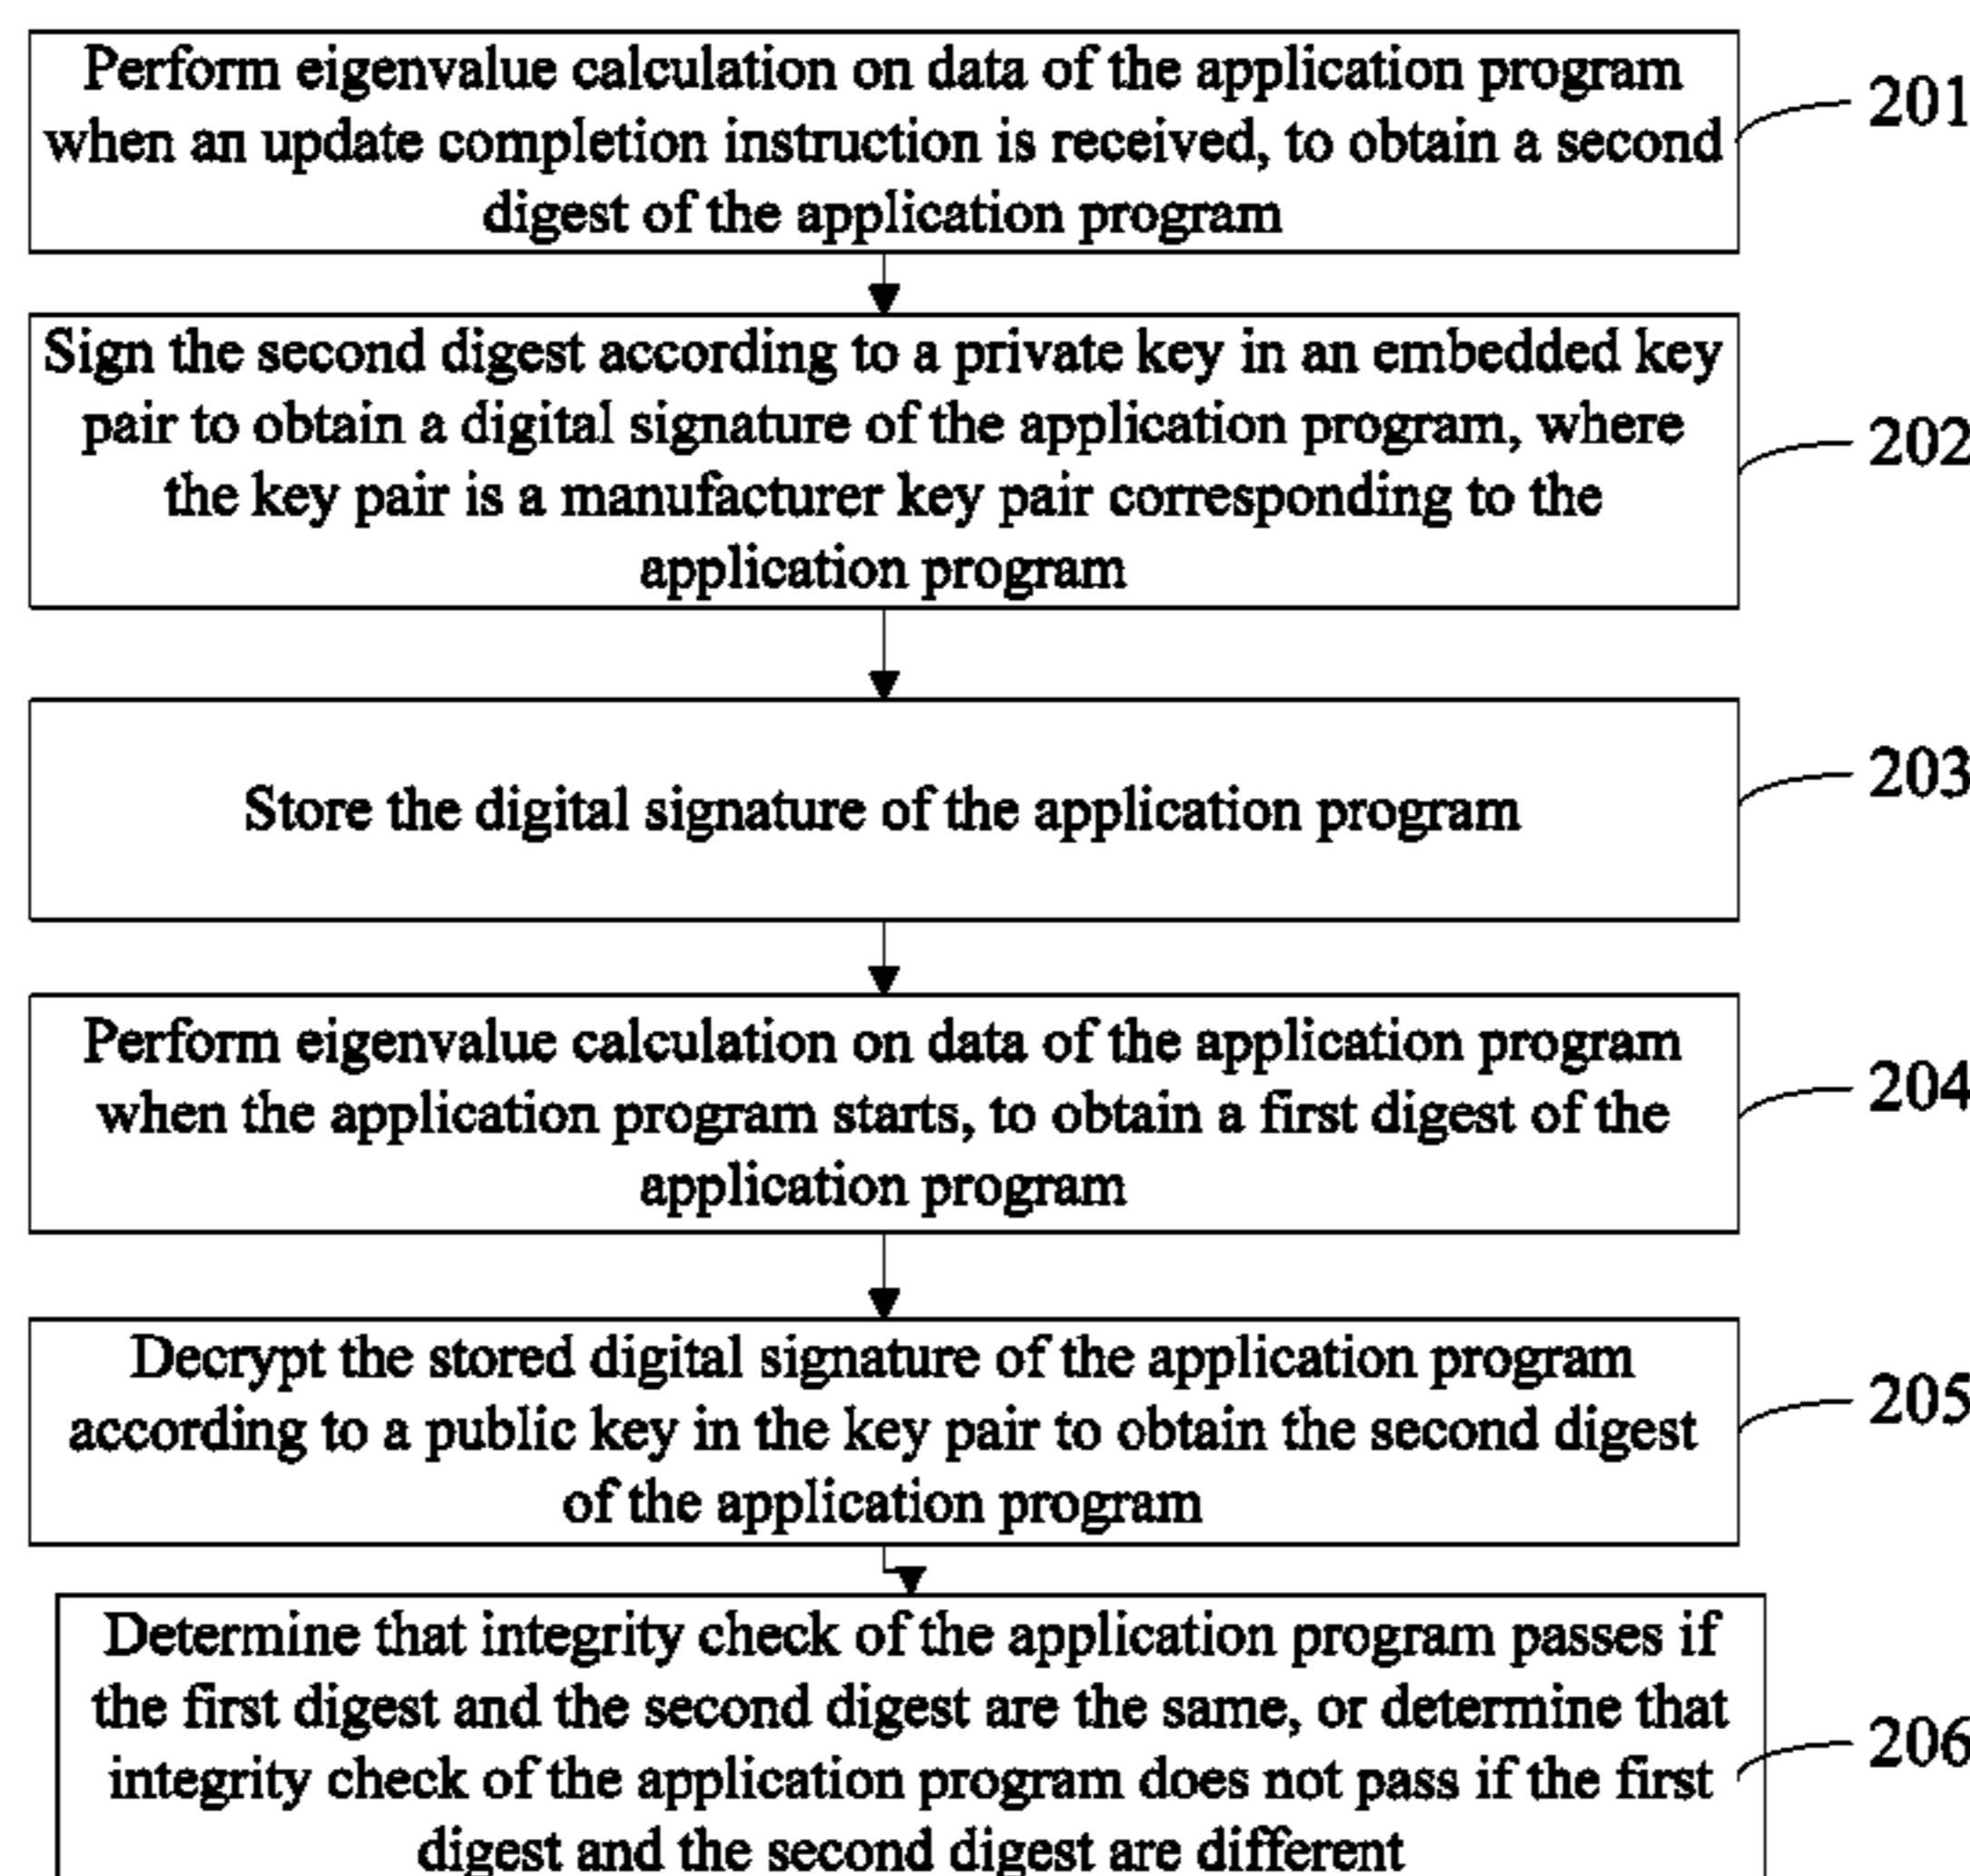 Perform eigenvalue calculation on data of the application program
when an update completion instruction is received, to obtain a second
digest of the application program
201
Sign the second digest according to a private key in an embedded key
pair to obtain a digital signature of the application program, where
the key pair is a manufacturer key pair corresponding to the
application program
202
Store the digital signature of the application program
203
Perform eigenvalue calculation on data of the application program
when the application program starts, to obtain a first digest of the
application program
204
Decrypt the stored digital signature of the application program
according to a public key in the key pair to obtain the second digest
of the application program
205
Determine that integrity check of the application program passes if
the first digest and the second digest are the same, or determine that
integrity check of the application program does not pass if the first
digest and the second digest are different
206